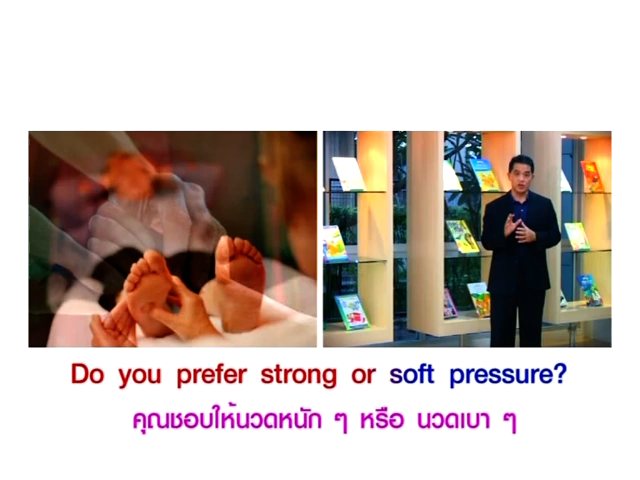 Do you prefer strong or soft pressure?
คุณชอบให้นวดหนัก ๆ หรือ นวดเบา ๆ